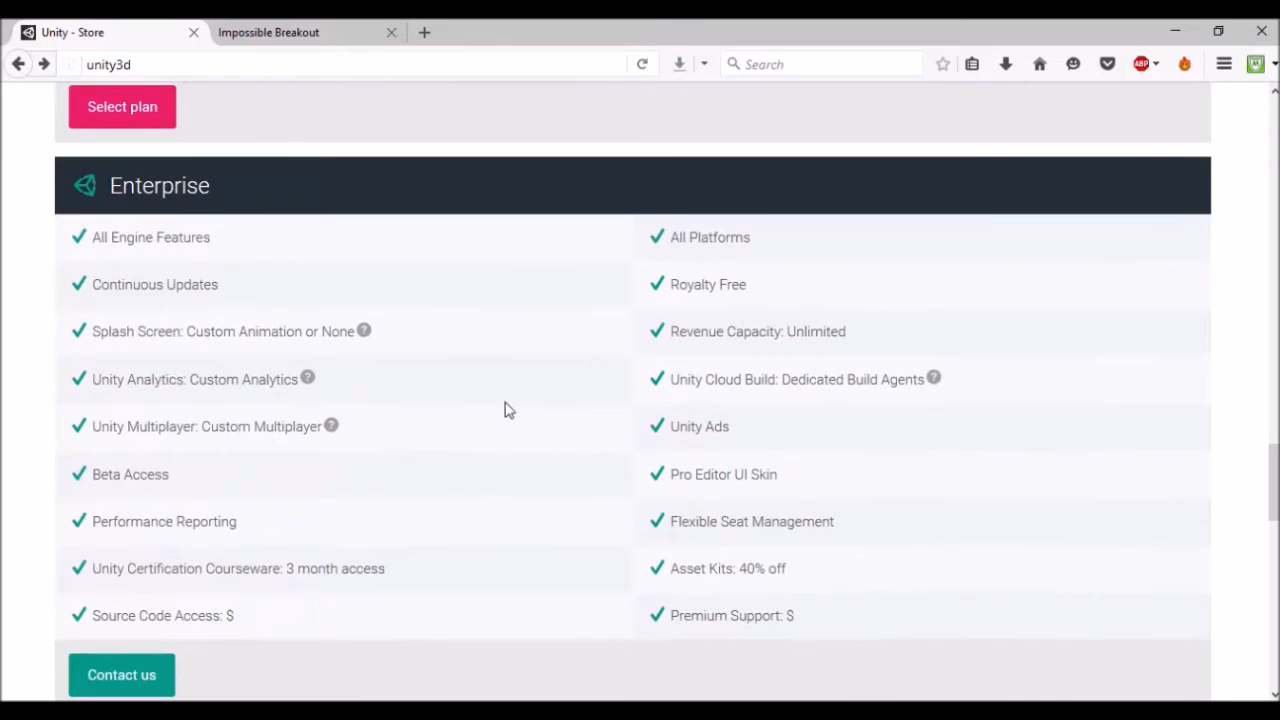 Unity - Store
Impossible Breakout
unity3d
Search
ABP
Select plan
Enterprise
All Engine Features
All Platforms
Continuous Updates
Royalty Free
Splash Screen: Custom Animation or None ?
Revenue Capacity: Unlimited
Unity Analytics: Custom Analytics ?
Unity Cloud Build: Dedicated Build Agents ?
Unity Multiplayer: Custom Multiplayer ?
Unity Ads
Beta Access
Pro Editor UI Skin
Performance Reporting
Flexible Seat Management
Unity Certification Courseware: 3 month access
Asset Kits: 40% off
Source Code Access: $
Premium Support: $
Contact us